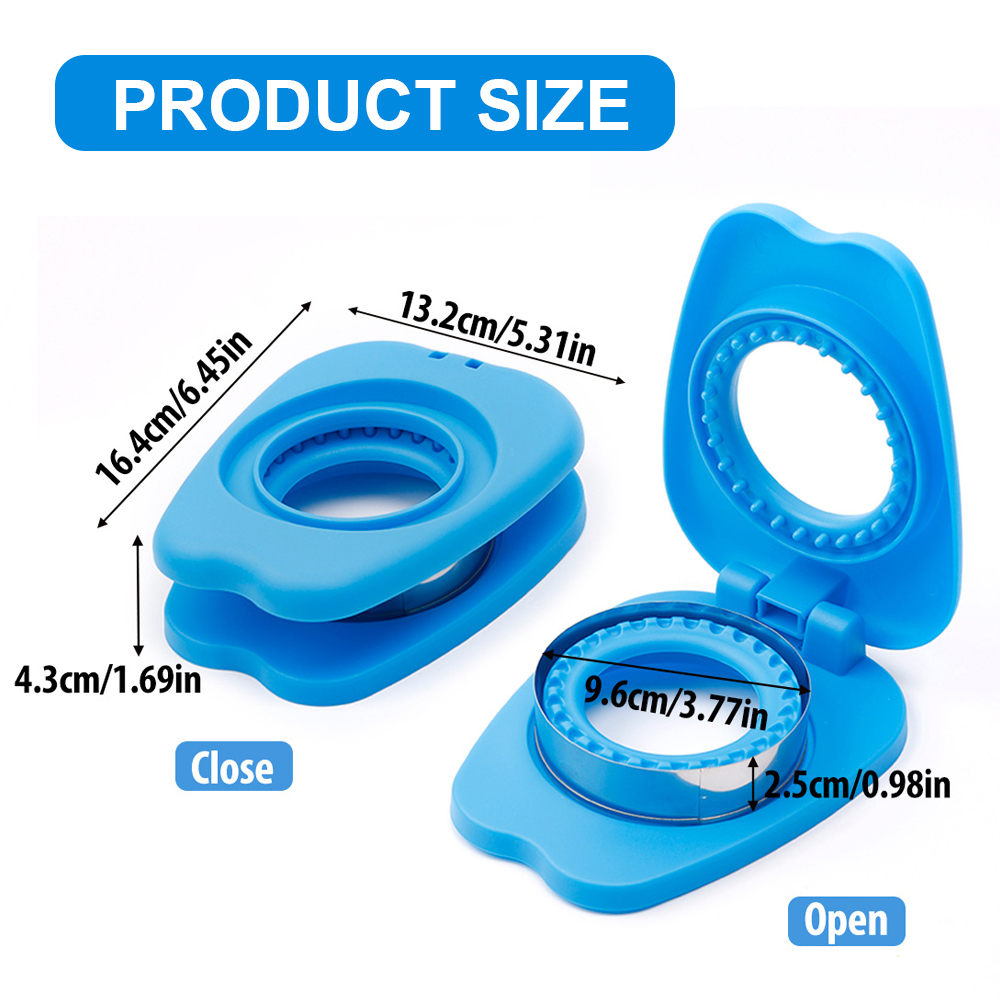 PRODUCT SIZE
13.2cm/5.31in
16.4cm/6.45in
4.3cm/1.69in
9.6cm/3.77in
2.5cm/0.98in
Close
Open